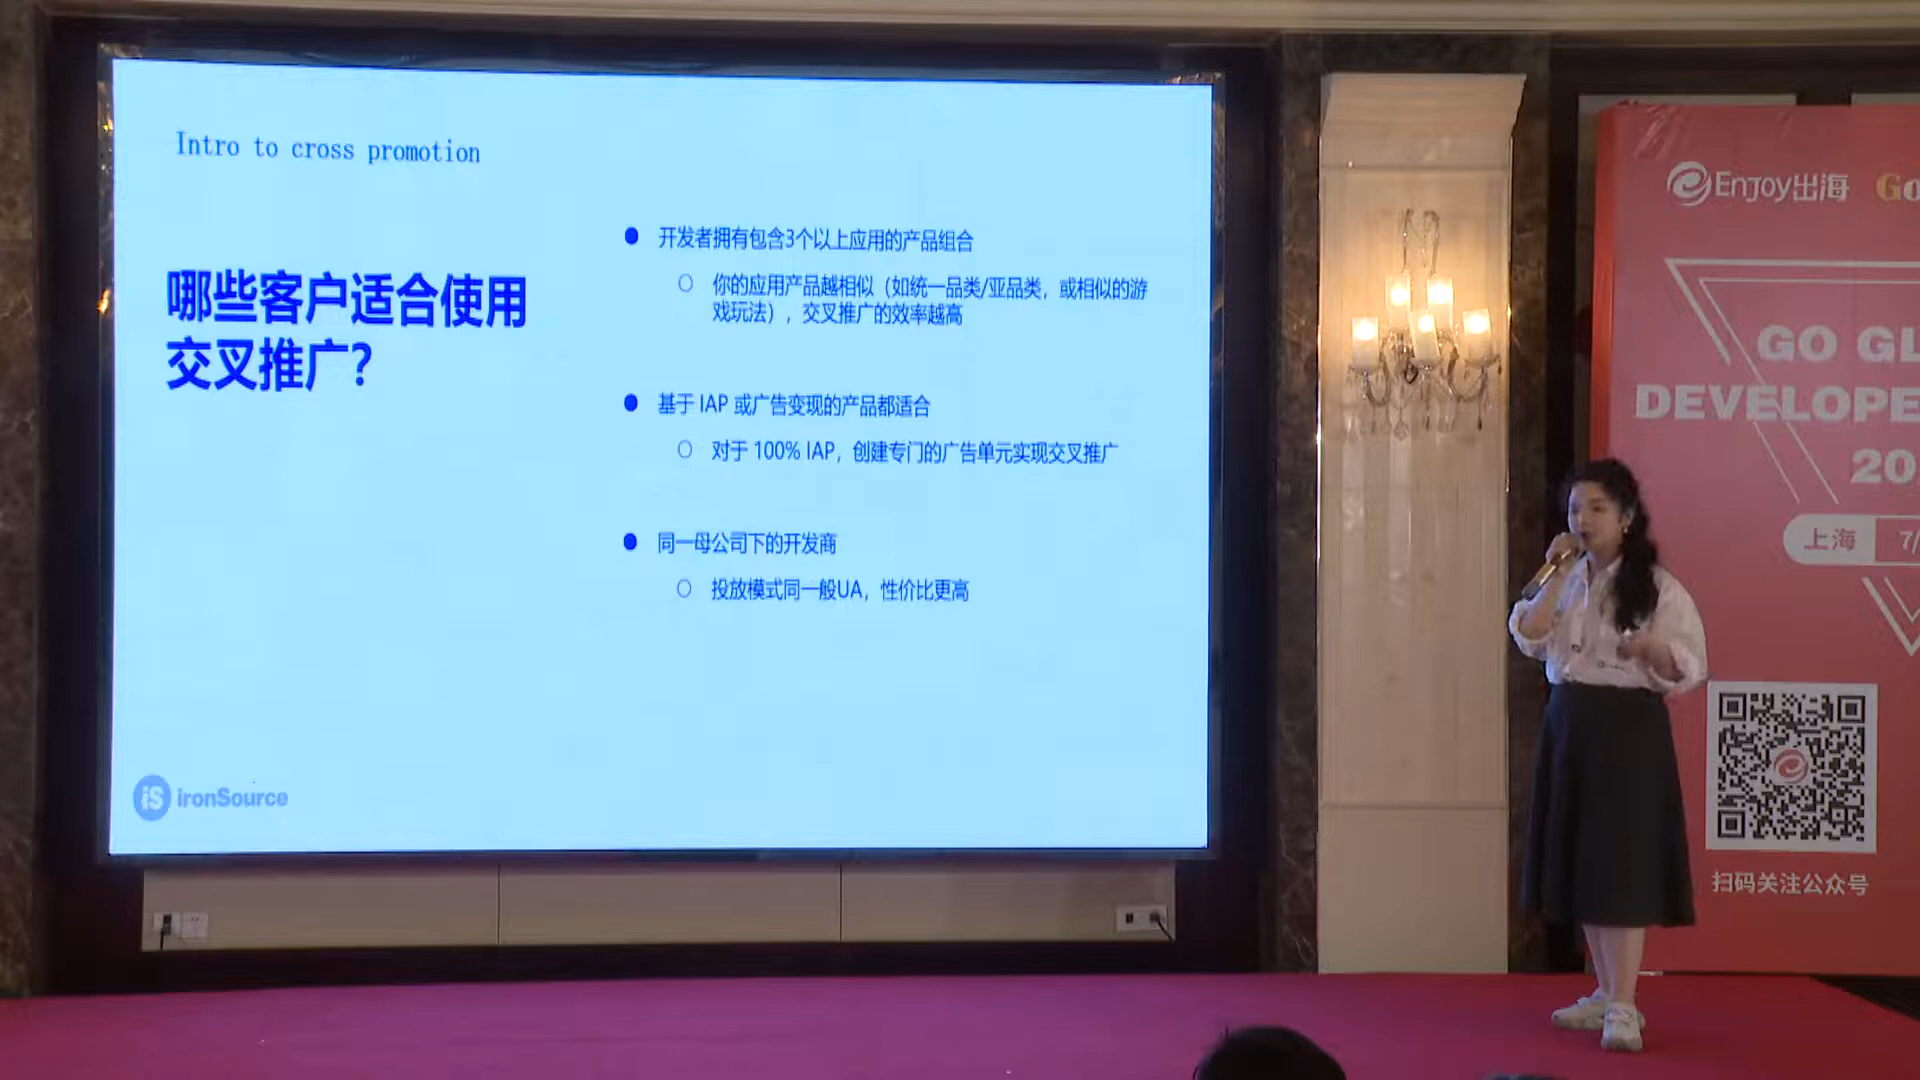 Intro to cross promotion
哪些客户适合使用
交叉推广？
开发者拥有包含3个以上应用的产品组合
你的应用产品越相似（如统一品类/亚品类，或相似的游
戏玩法），交叉推广的效率越高
基于 IAP 或广告变现的产品都适合
对于 100% IAP，创建专门的广告单元实现交叉推广
同一母公司下的开发商
投放模式同一般UA，性价比更高
iS ironSource
Enjoy出海 Go
GO GL
DEVELOPE
20
上海 7/
扫码关注公众号